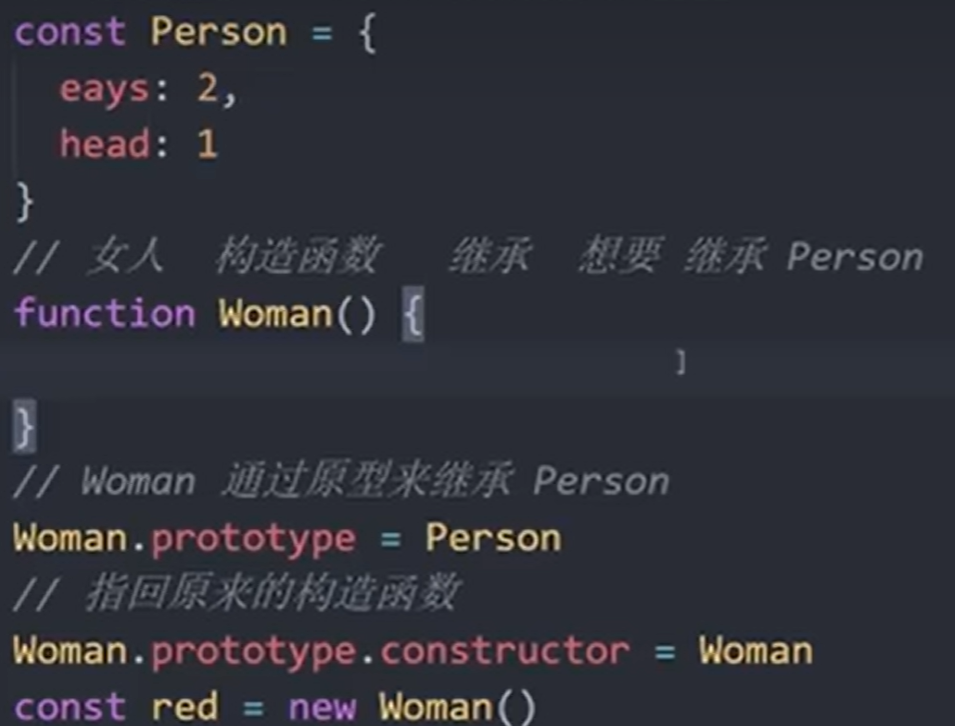 const Person = {
eays: 2,
head: 1
}
// 女人 构造函数 继承 想要 继承 Person
function Woman() {
}
// Woman 通过原型来继承 Person
Woman.prototype = Person
// 指回原来的构造函数
Woman.prototype.constructor = Woman
const red = new Woman()